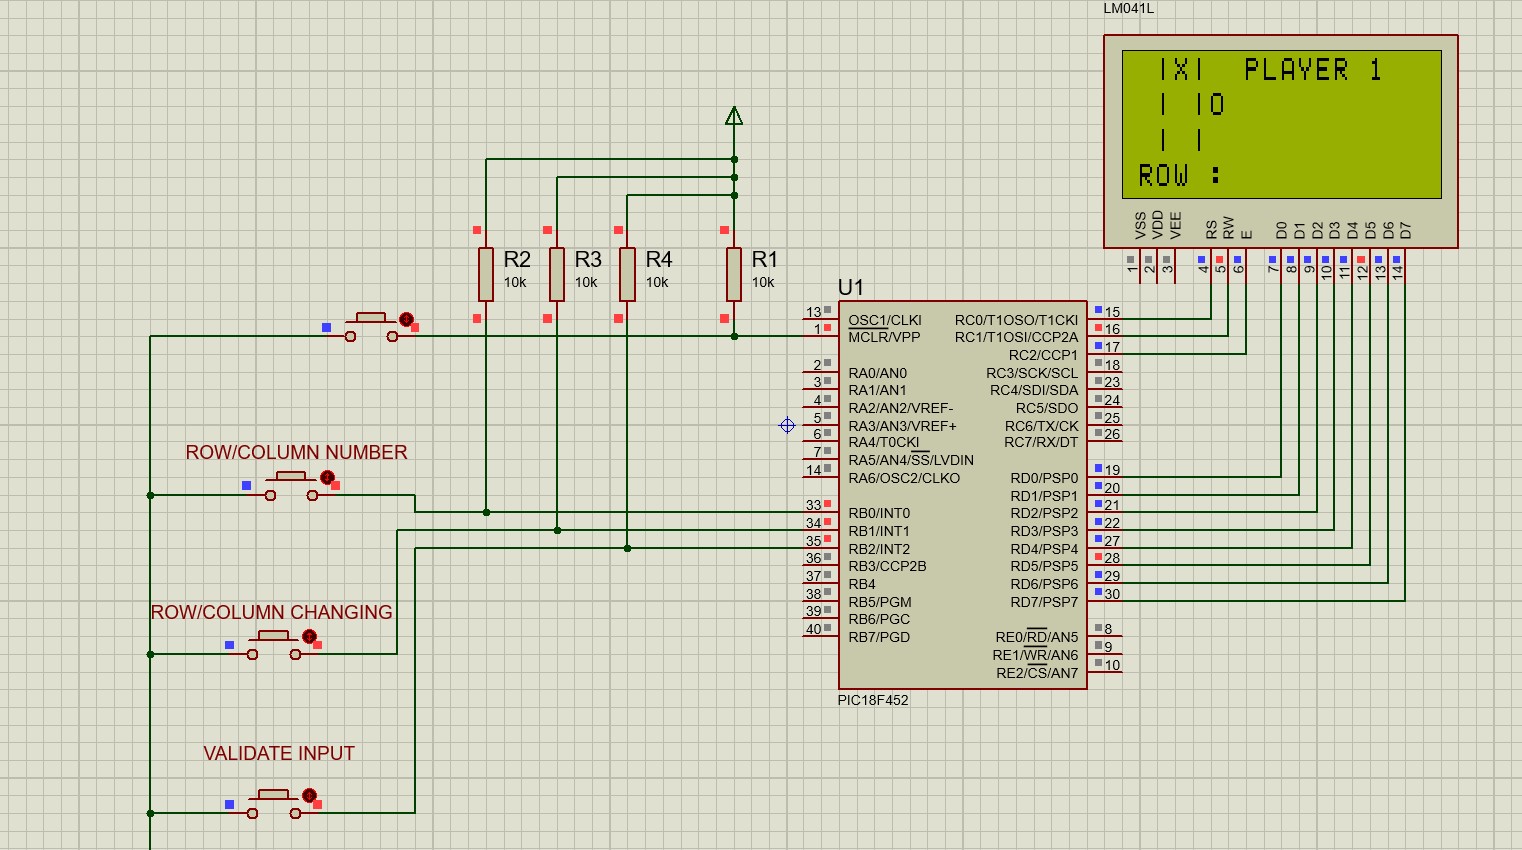 LM041L
|X| PLAYER 1
| |O
| |
ROW :
VSS
VDD
VEE
RS
RW
E
D0
D1
D2
D3
D4
D5
D6
D7
1
2
3
4
5
6
7
8
9
10
11
12
13
14
R2
10k
R3
10k
R4
10k
R1
10k
U1
13 OSC1/CLKI
1 MCLR/VPP
2 RA0/AN0
3 RA1/AN1
4 RA2/AN2/VREF-
5 RA3/AN3/VREF+
6 RA4/T0CKI
7 RA5/AN4/SS/LVDIN
14 RA6/OSC2/CLKO
33 RB0/INT0
34 RB1/INT1
35 RB2/INT2
36 RB3/CCP2B
37 RB4
38 RB5/PGM
39 RB6/PGC
40 RB7/PGD
RC0/T1OSO/T1CKI 15
RC1/T1OSI/CCP2A 16
RC2/CCP1 17
RC3/SCK/SCL 18
RC4/SDI/SDA 23
RC5/SDO 24
RC6/TX/CK 25
RC7/RX/DT 26
RD0/PSP0 19
RD1/PSP1 20
RD2/PSP2 21
RD3/PSP3 22
RD4/PSP4 27
RD5/PSP5 28
RD6/PSP6 29
RD7/PSP7 30
RE0/RD/AN5 8
RE1/WR/AN6 9
RE2/CS/AN7 10
PIC18F452
ROW/COLUMN NUMBER
ROW/COLUMN CHANGING
VALIDATE INPUT